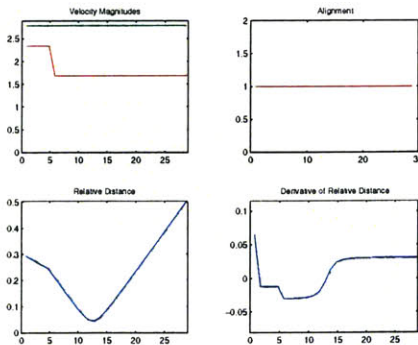 Velocity Magnitudes
2.5
2
1.5
1
0.5
0
0 5 10 15 20 25
Alignment
2
1.5
1
0.5
0
0 10 20 3
Relative Distance
0.5
0.4
0.3
0.2
0.1
0
0 5 10 15 20 25
Derivative of Relative Distance
0.1
0.05
0
-0.05
0 5 10 15 20 25